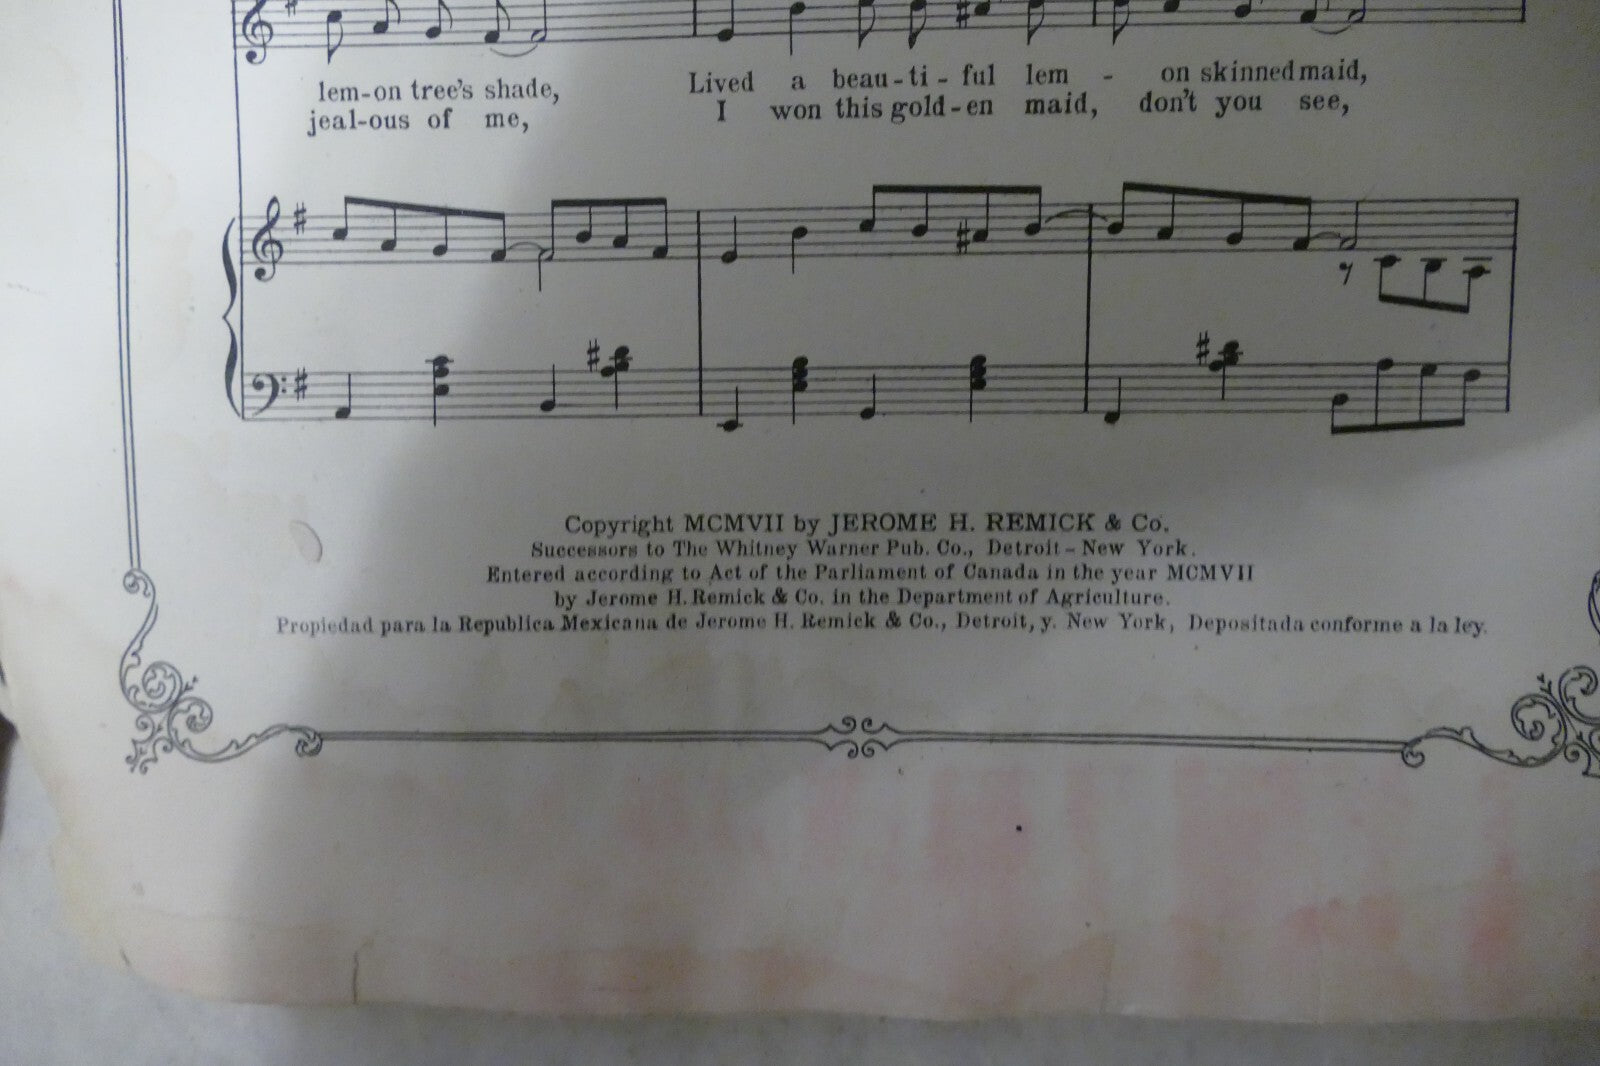 lem-on tree's shade, Lived a beau-ti-ful lem - on skinned maid,
jeal-ous of me, I won this gold-en maid, don't you see,
Copyright MCMVII by JEROME H. REMICK & Co.
Successors to The Whitney Warner Pub. Co., Detroit - New York.
Entered according to Act of the Parliament of Canada in the year MCMVII
by Jerome H. Remick & Co. in the Department of Agriculture.
Propiedad para la Republica Mexicana de Jerome H. Remick & Co., Detroit, y. New York, Depositada conforme a la ley.